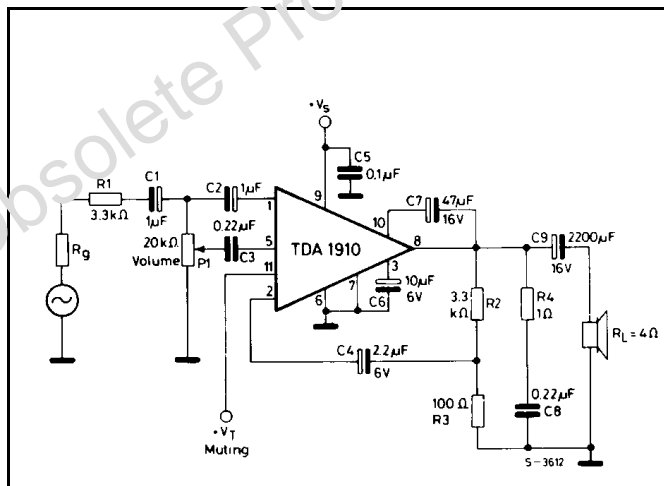 Obsolete Pro
+Vs
C5
0.1µF
R1
3.3kΩ
C1
1µF
C2
1µF
1
9
10
C7
47µF
16V
0.22µF
C3
5
TDA 1910
8
C9
2200µF
16V
Rg
20kΩ
Volume
P1
11
2
3
10µF
6V
C6
7
6
3.3
kΩ
R2
R4
1Ω
RL=4Ω
C4
2.2µF
6V
100Ω
R3
0.22µF
C8
+VT
Muting
S-3612